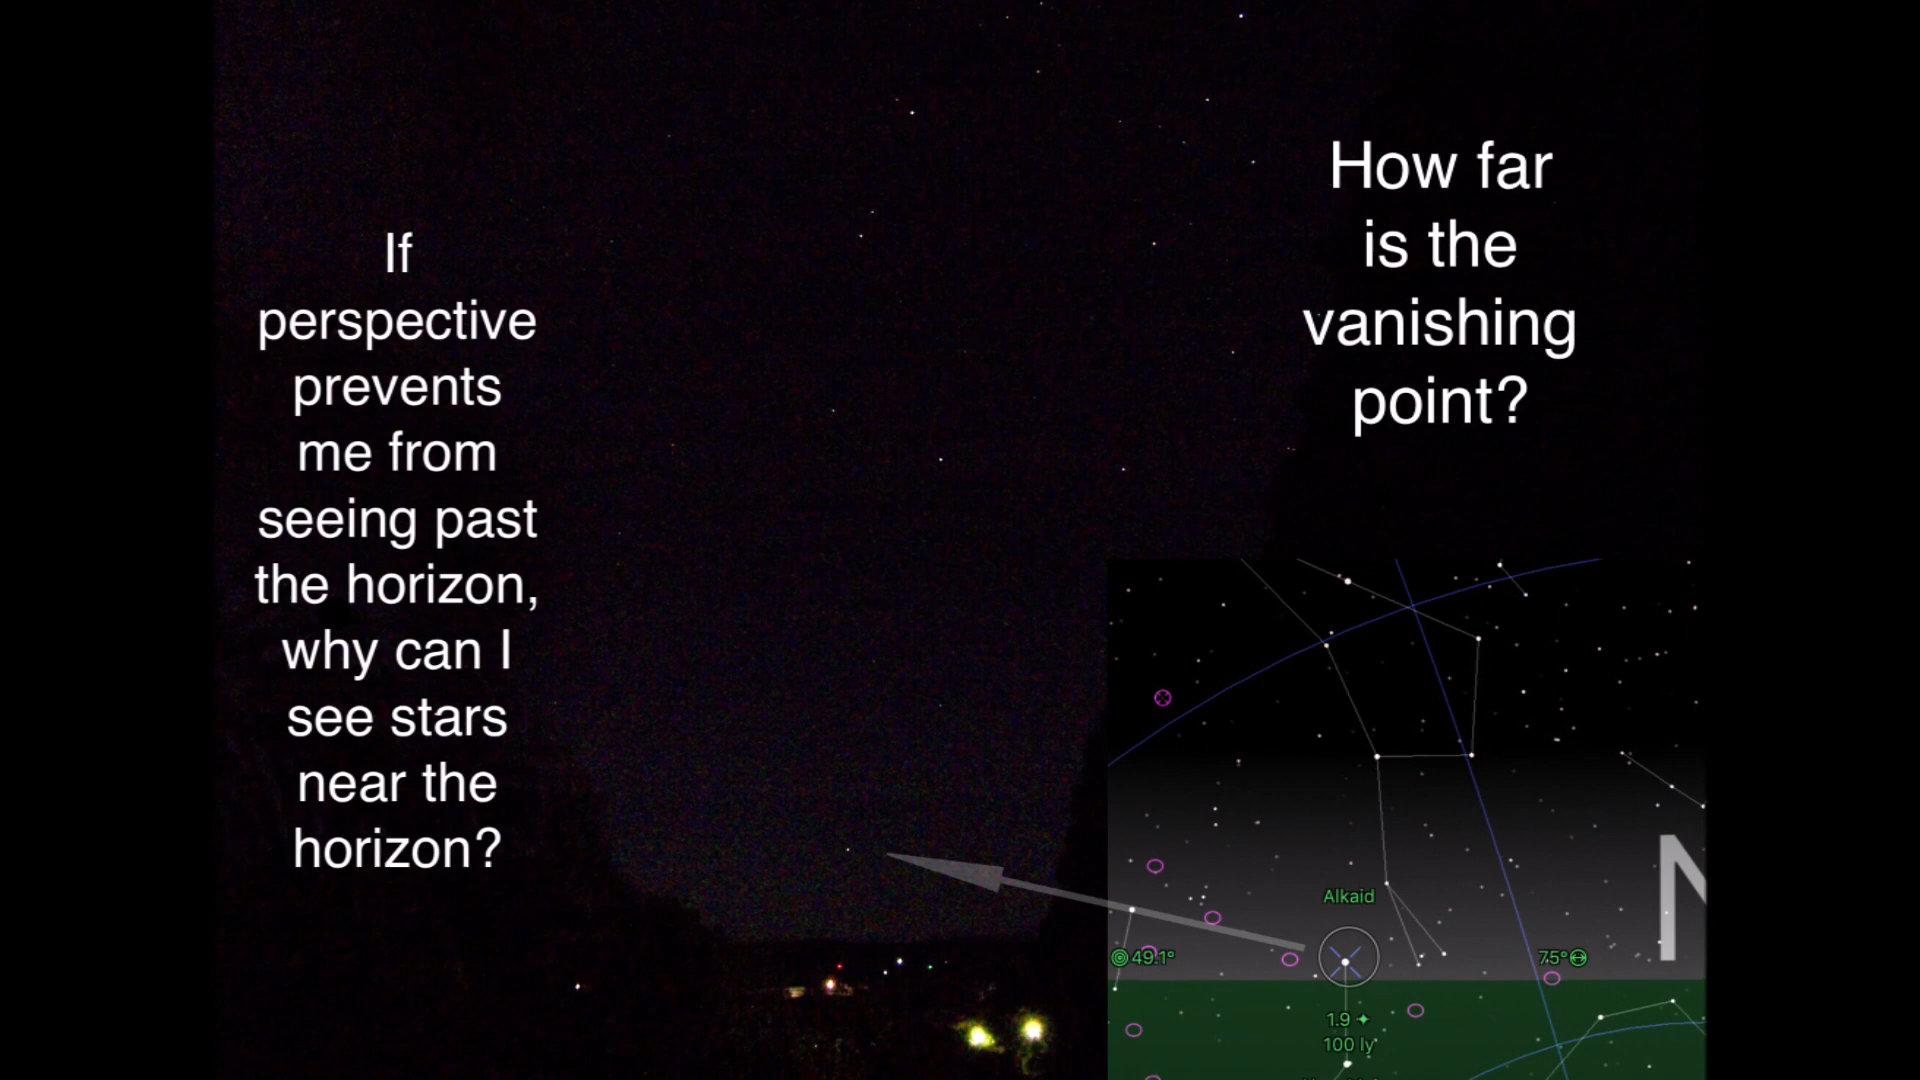 If
perspective
prevents
me from
seeing past
the horizon,
why can I
see stars
near the
horizon?
How far
is the
vanishing
point?
Alkaid
49.1°
75°
N
1.9
100 ly